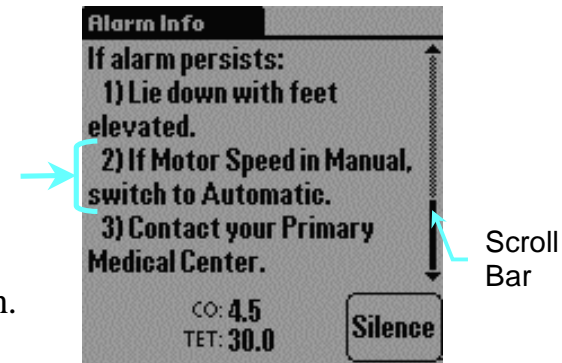 Alarm Info
If alarm persists:
1) Lie down with feet
elevated.
2) If Motor Speed in Manual,
switch to Automatic.
3) Contact your Primary
Medical Center.
CO: 4.5
TET: 30.0
Silence
Scroll
Bar